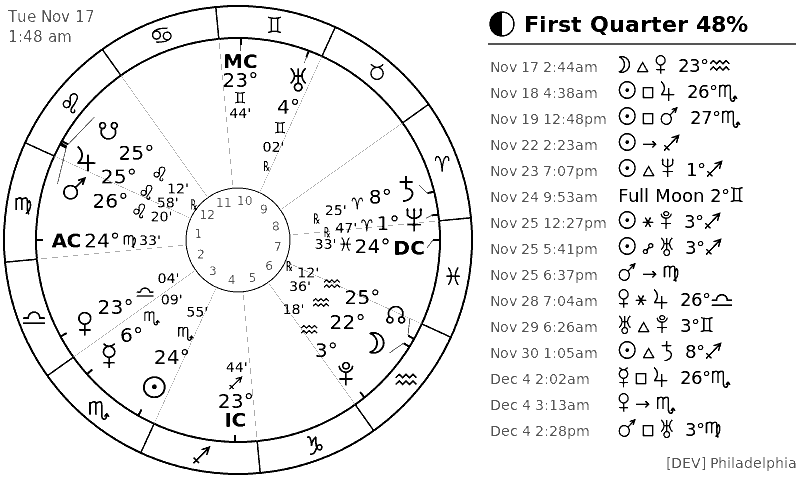 Tue Nov 17
1:48 am
◐ First Quarter 48%
Nov 17 2:44am ☽ △ ♀ 23°♒
Nov 18 4:38am ☉ □ ♃ 26°♏
Nov 19 12:48pm ☉ □ ♂ 27°♏
Nov 22 2:23am ☉ → ♐
Nov 23 7:07pm ☉ △ ♆ 1°♐
Nov 24 9:53am Full Moon 2°♊
Nov 25 12:27pm ☉ ⚹ ⯓ 3°♐
Nov 25 5:41pm ☉ ☍ ♅ 3°♐
Nov 25 6:37pm ♂ → ♍
Nov 28 7:04am ♀ ⚹ ♃ 26°♎
Nov 29 6:26am ♅ △ ⯓ 3°♊
Nov 30 1:05am ☉ △ ♄ 8°♐
Dec 4 2:02am ☿ □ ♃ 26°♏
Dec 4 3:13am ♀ → ♏
Dec 4 2:28pm ♂ □ ♅ 3°♍
[DEV] Philadelphia
♋
♊
♉
♈
♓
♒
♑
♐
♏
♎
♍
♌
MC
23°
♊
44'
♅
4°
♊
02'
℞
☋ 25° ♌ 12' ℞
♃ 25° ♌ 58'
♂ 26° ♌ 20'
AC 24° ♍ 33'
♄ 8° ♈ 25' ℞
♆ 1° ♈ 47' ℞
33' ♓ 24° DC
♀ 23° ♎ 04'
☿ 6° ♏ 09'
☉ 24° ♏ 55'
☊ 25° ♒ 12' ℞
☽ 22° ♒ 36'
⯓ 3° ♒ 18'
44'
♐
23°
IC
1
2
3
4
5
6
7
8
9
10
11
12